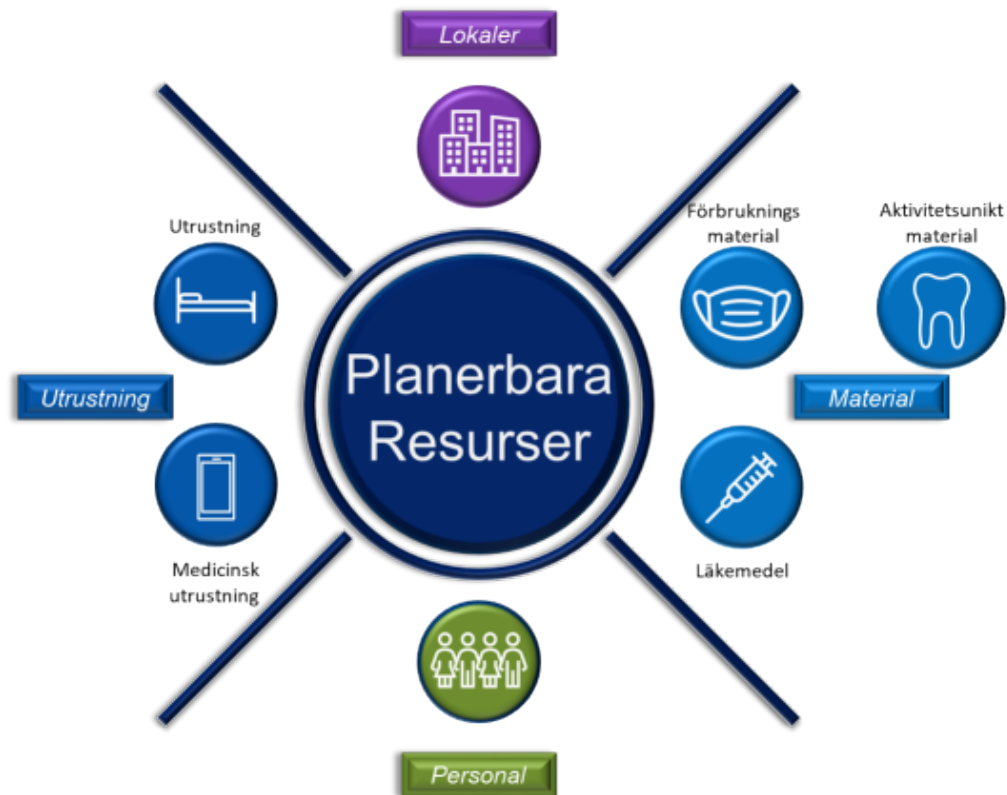 Lokaler
Utrustning
Förbruknings
material
Aktivitetsunikt
material
Planerbara
Resurser
Utrustning
Material
Medicinsk
utrustning
Läkemedel
Personal